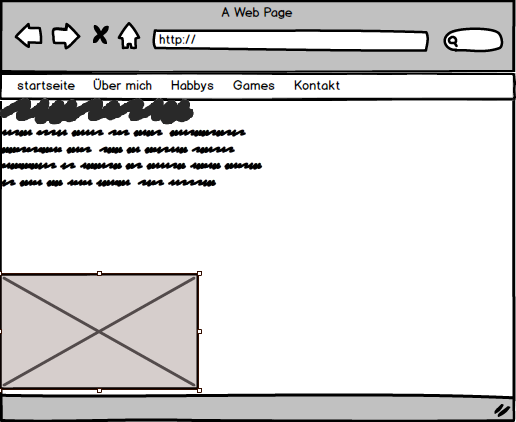 A Web Page
http://
startseite Über mich Habbys Games Kontakt